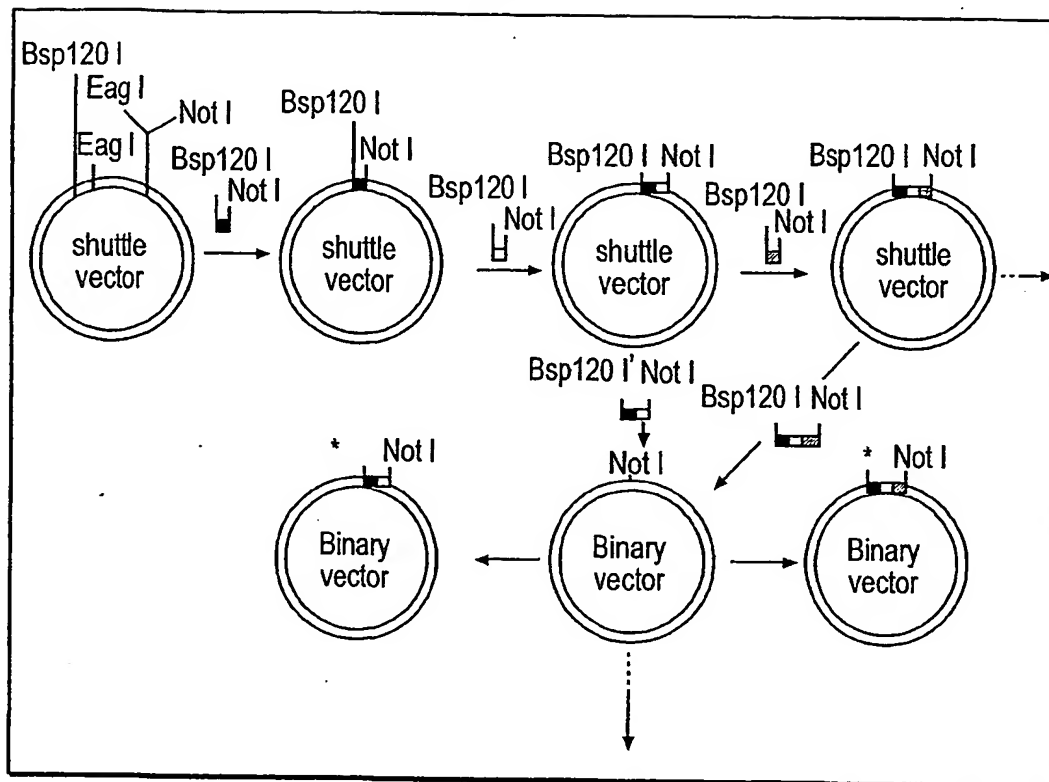 Bsp120 I
Eag I
Not I
Eag I
Bsp120 I
Not I
shuttle
vector
Bsp120 I
Not I
shuttle
vector
Bsp120 I
Not I
Bsp120 I Not I
shuttle
vector
Bsp120 I
Not I
Bsp120 I Not I
shuttle
vector
Bsp120 I' Not I
Bsp120 I Not I
* Not I
Binary
vector
Not I
Binary
vector
* Not I
Binary
vector